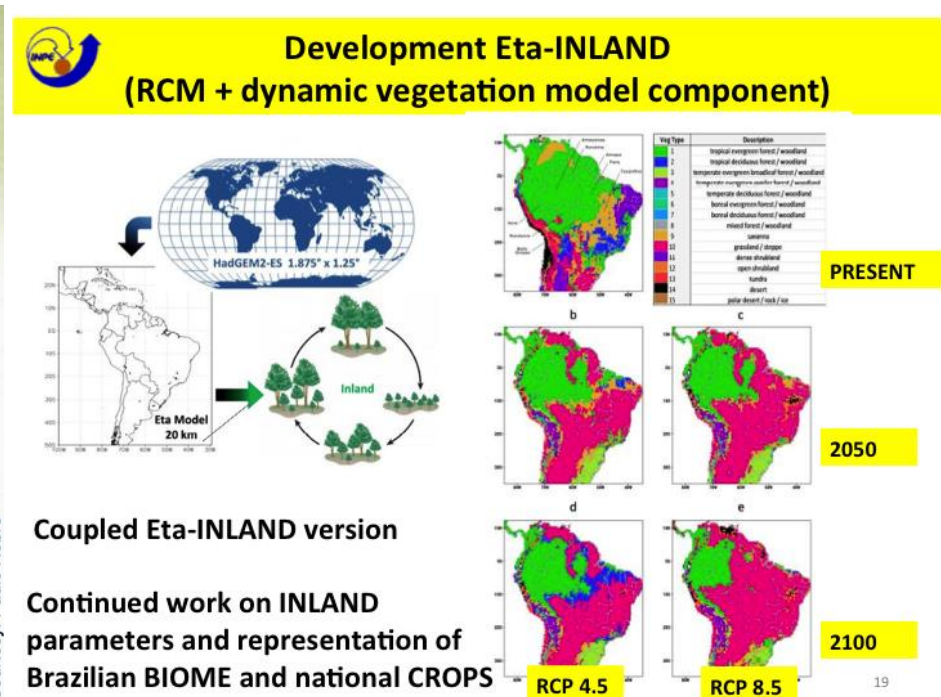 INPE
Development Eta-INLAND
(RCM + dynamic vegetation model component)
HadGEM2-ES 1.875° x 1.25°
Eta Model
20 km
Inland
Coupled Eta-INLAND version
Continued work on INLAND
parameters and representation of
Brazilian BIOME and national CROPS
Veg Type Description
1 tropical evergreen forest / woodland
2 tropical deciduous forest / woodland
3 temperate evergreen broadleaf forest / woodland
4 temperate evergreen conifer forest / woodland
5 temperate deciduous forest / woodland
6 boreal evergreen forest / woodland
7 boreal deciduous forest / woodland
8 mixed forest / woodland
9 savanna
10 grassland / steppe
11 dense shrubland
12 open shrubland
13 tundra
14 desert
15 polar desert / rock / ice
PRESENT
b c
2050
d e
2100
RCP 4.5
RCP 8.5
19